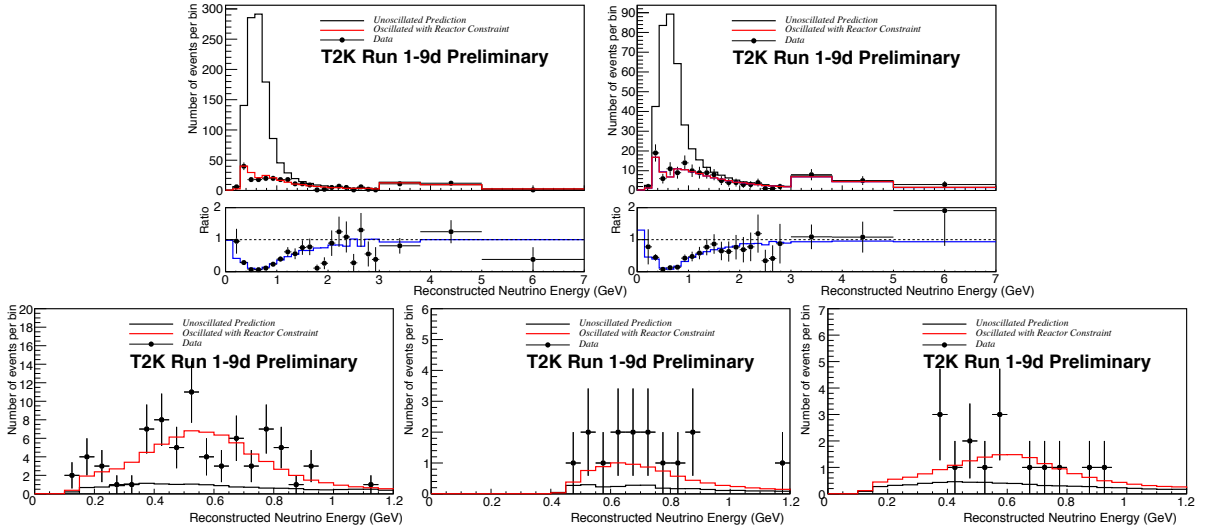 Number of events per bin
300
250
200
150
100
50
0
Unoscillated Prediction
Oscillated with Reactor Constraint
Data
T2K Run 1-9d Preliminary
Ratio
2
1
0
0 1 2 3 4 5 6 7
Reconstructed Neutrino Energy (GeV)
Number of events per bin
90
80
70
60
50
40
30
20
10
0
Unoscillated Prediction
Oscillated with Reactor Constraint
Data
T2K Run 1-9d Preliminary
Ratio
2
1
0
0 1 2 3 4 5 6 7
Reconstructed Neutrino Energy (GeV)
Number of events per bin
20
18
16
14
12
10
8
6
4
2
0
Unoscillated Prediction
Oscillated with Reactor Constraint
Data
T2K Run 1-9d Preliminary
0 0.2 0.4 0.6 0.8 1.0 1.2
Reconstructed Neutrino Energy (GeV)
Number of events per bin
6
5
4
3
2
1
0
Unoscillated Prediction
Oscillated with Reactor Constraint
Data
T2K Run 1-9d Preliminary
0 0.2 0.4 0.6 0.8 1.0 1.2
Reconstructed Neutrino Energy (GeV)
Number of events per bin
7
6
5
4
3
2
1
0
Unoscillated Prediction
Oscillated with Reactor Constraint
Data
T2K Run 1-9d Preliminary
0 0.2 0.4 0.6 0.8 1.0 1.2
Reconstructed Neutrino Energy (GeV)